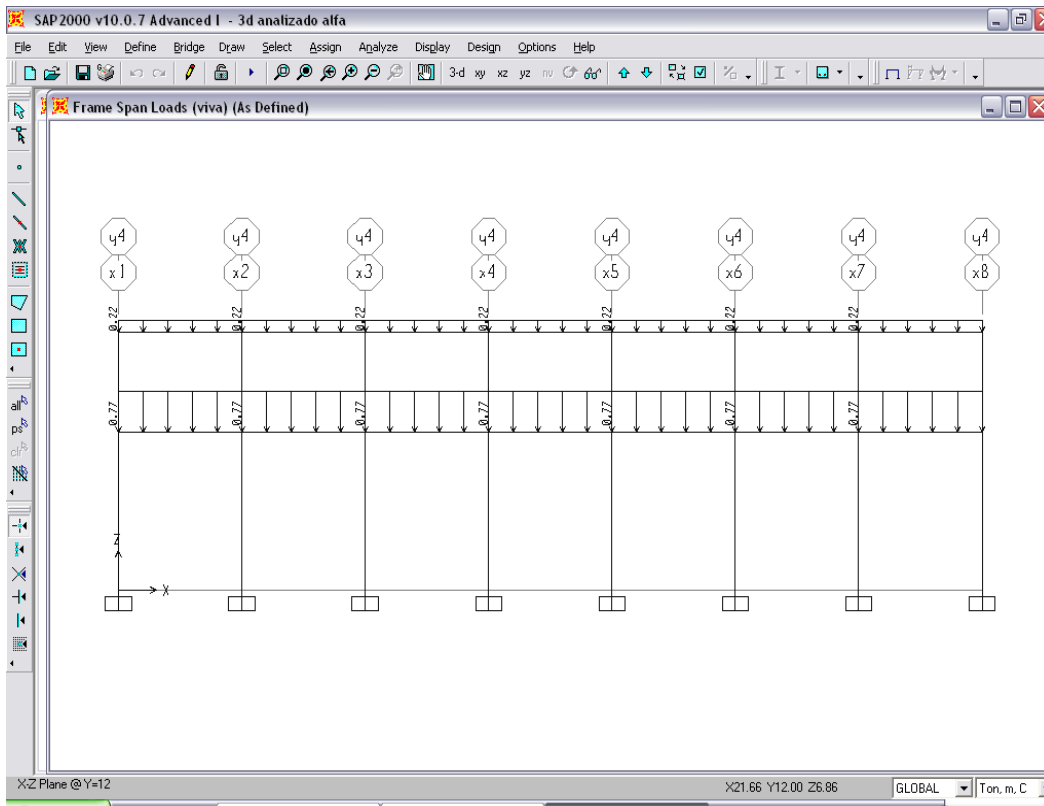 SAP2000 v10.0.7 Advanced I - 3d analizado alfa
File Edit View Define Bridge Draw Select Assign Analyze Display Design Options Help
3-d xy xz yz nv
Frame Span Loads (viva) (As Defined)
all
ps
clr
y4 y4 y4 y4 y4 y4 y4 y4
x1 x2 x3 x4 x5 x6 x7 x8
0.22 0.22 0.22 0.22 0.22 0.22 0.22
0.77 0.77 0.77 0.77 0.77 0.77 0.77
Z
X
X-Z Plane @ Y=12 X21.66 Y12.00 Z6.86 GLOBAL Ton, m, C